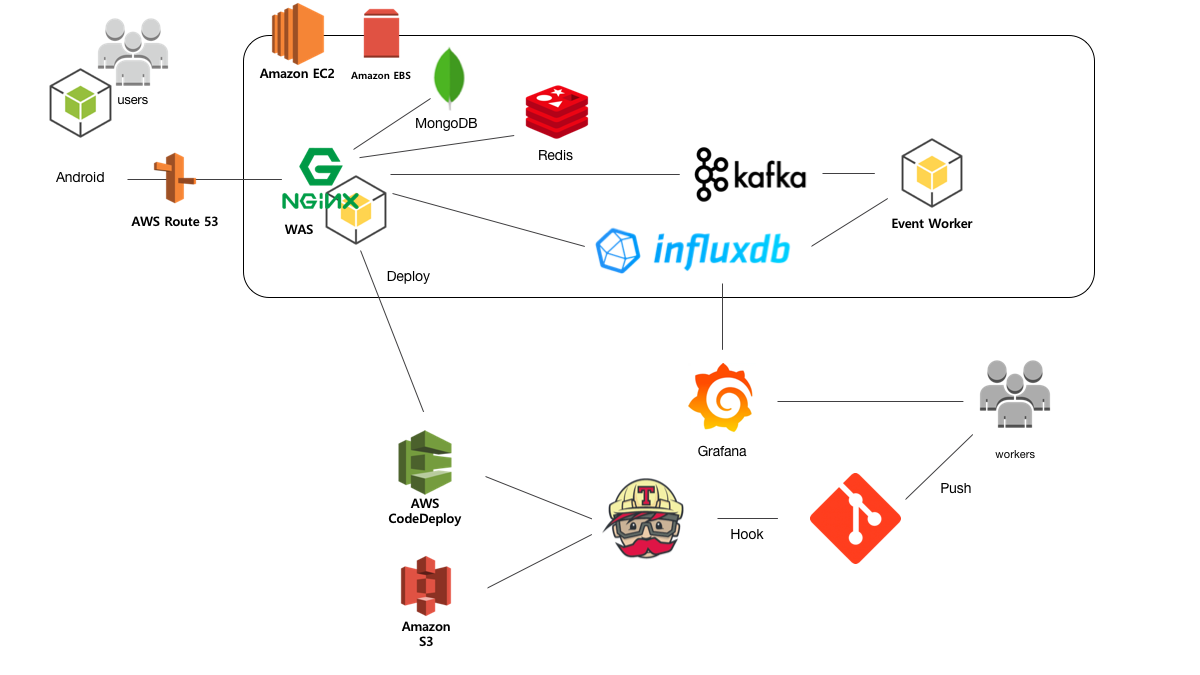 Amazon EC2
Amazon EBS
users
MongoDB
Redis
Android
AWS Route 53
NGiNX
WAS
kafka
Event Worker
influxdb
Deploy
Grafana
workers
Push
AWS
CodeDeploy
T
Hook
Amazon
S3